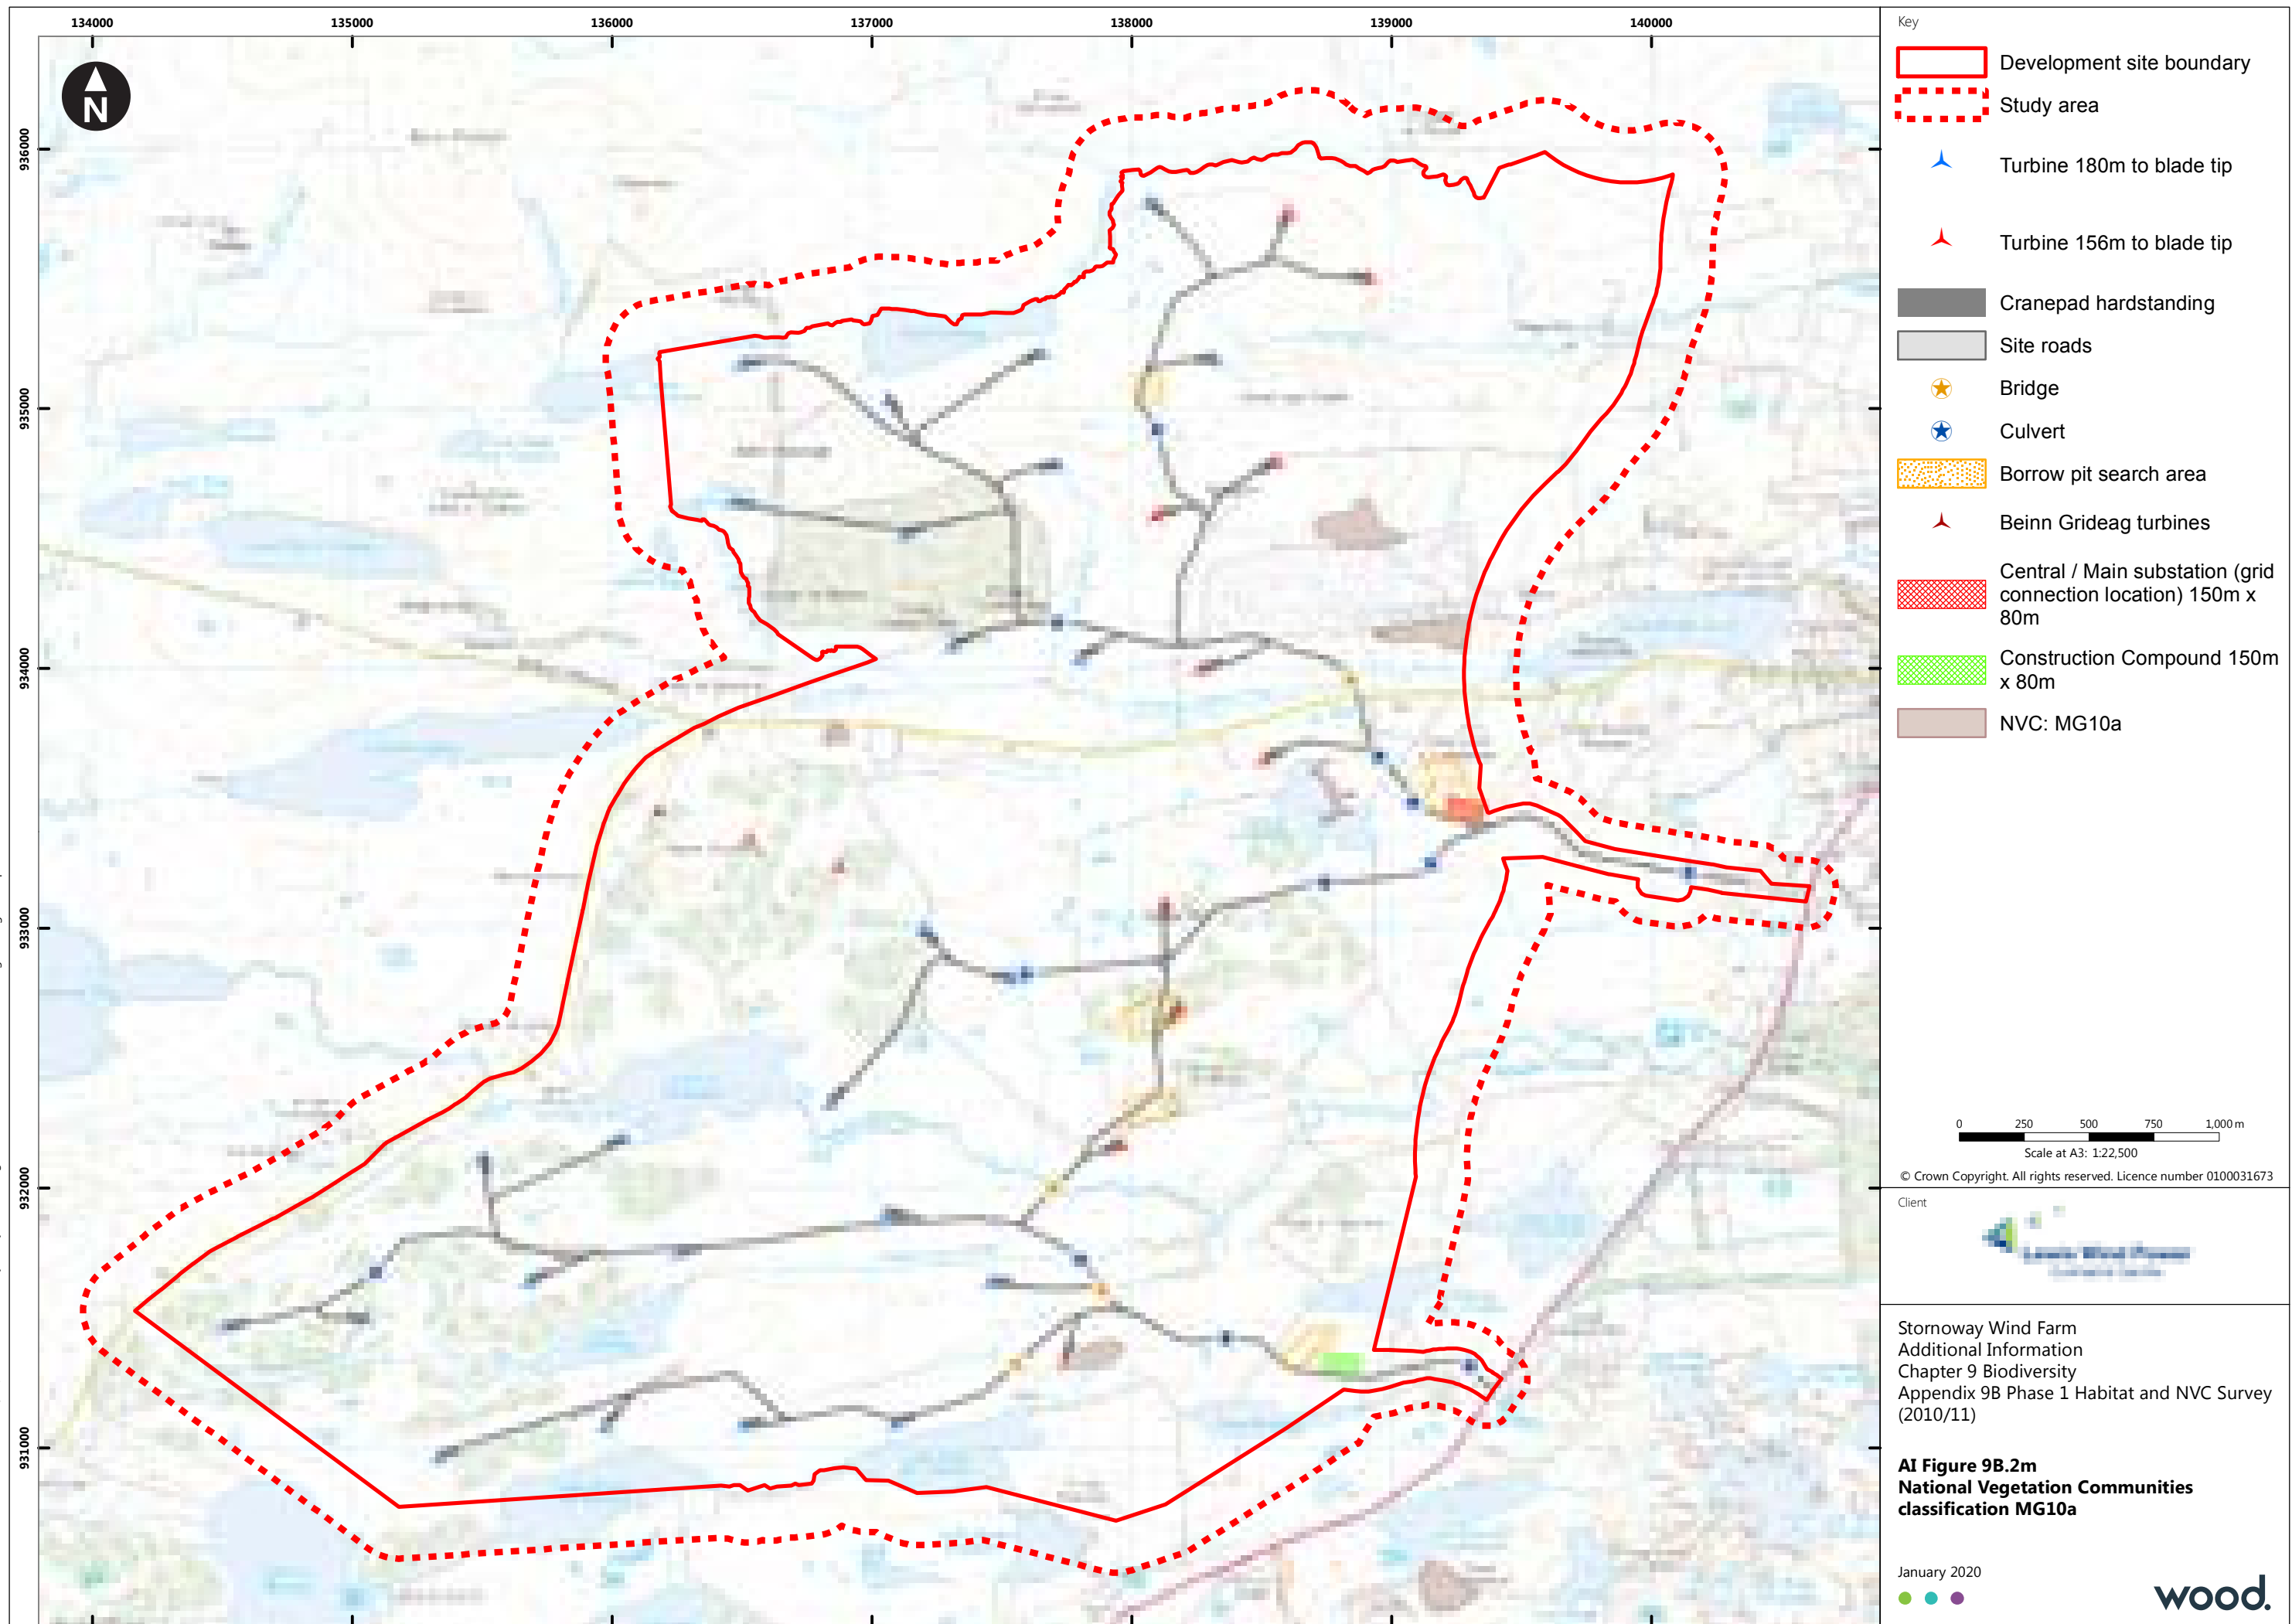 134000
135000
136000
137000
138000
139000
140000
936000
935000
934000
933000
932000
931000
N
Key
Development site boundary
Study area
Turbine 180m to blade tip
Turbine 156m to blade tip
Cranepad hardstanding
Site roads
Bridge
Culvert
Borrow pit search area
Beinn Grideag turbines
Central / Main substation (grid
connection location) 150m x
80m
Construction Compound 150m
x 80m
NVC: MG10a
0 250 500 750 1,000 m
Scale at A3: 1:22,500
© Crown Copyright. All rights reserved. Licence number 0100031673
Client
Lewis Wind Power
Stornoway Wind Farm
Additional Information
Chapter 9 Biodiversity
Appendix 9B Phase 1 Habitat and NVC Survey
(2010/11)
AI Figure 9B.2m
National Vegetation Communities
classification MG10a
January 2020
wood.